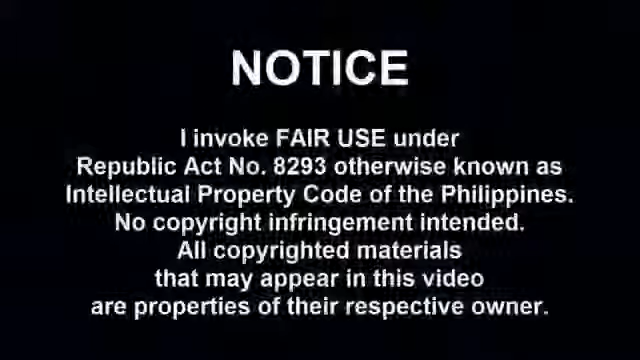 NOTICE
I invoke FAIR USE under
Republic Act No. 8293 otherwise known as
Intellectual Property Code of the Philippines.
No copyright infringement intended.
All copyrighted materials
that may appear in this video
are properties of their respective owner.